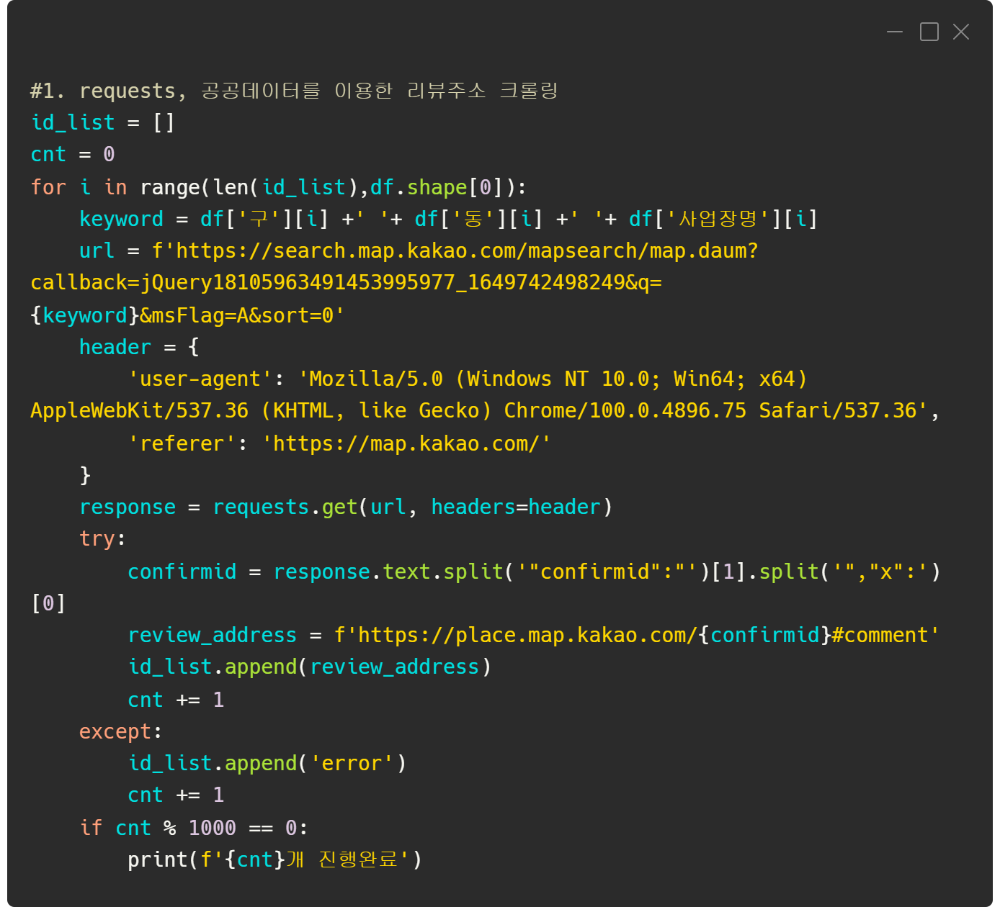 #1. requests, 공공데이터를 이용한 리뷰주소 크롤링
id_list = []
cnt = 0
for i in range(len(id_list),df.shape[0]):
    keyword = df['구'][i] +' '+ df['동'][i] +' '+ df['사업장명'][i]
    url = f'https://search.map.kakao.com/mapsearch/map.daum?
callback=jQuery18105963491453995977_1649742498249&q=
{keyword}&msFlag=A&sort=0'
    header = {
        'user-agent': 'Mozilla/5.0 (Windows NT 10.0; Win64; x64)
AppleWebKit/537.36 (KHTML, like Gecko) Chrome/100.0.4896.75 Safari/537.36',
        'referer': 'https://map.kakao.com/'
    }
    response = requests.get(url, headers=header)
    try:
        confirmid = response.text.split('"confirmid":"')[1].split('","x":')
[0]
        review_address = f'https://place.map.kakao.com/{confirmid}#comment'
        id_list.append(review_address)
        cnt += 1
    except:
        id_list.append('error')
        cnt += 1
    if cnt % 1000 == 0:
        print(f'{cnt}개 진행완료')